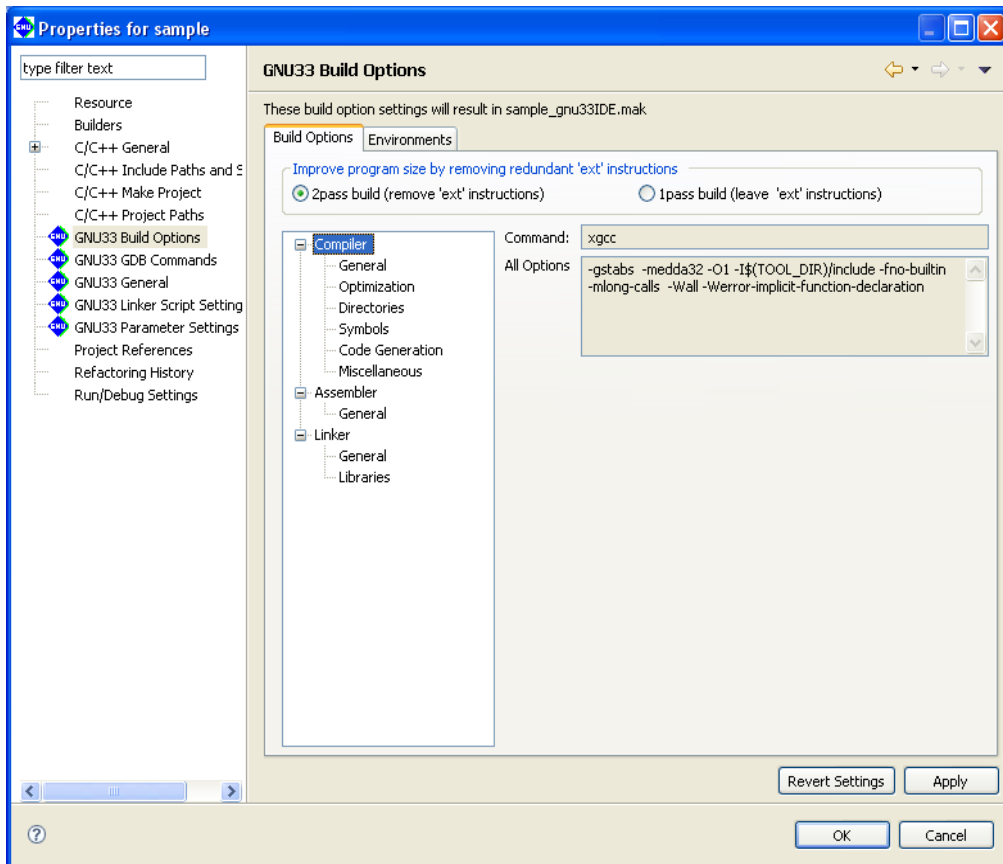 Properties for sample
type filter text
Resource
Builders
C/C++ General
C/C++ Include Paths and S
C/C++ Make Project
C/C++ Project Paths
GNU33 Build Options
GNU33 GDB Commands
GNU33 General
GNU33 Linker Script Setting
GNU33 Parameter Settings
Project References
Refactoring History
Run/Debug Settings
GNU33 Build Options
These build option settings will result in sample_gnu33IDE.mak
Build Options Environments
Improve program size by removing redundant 'ext' instructions
2pass build (remove 'ext' instructions) 1pass build (leave 'ext' instructions)
Compiler
General
Optimization
Directories
Symbols
Code Generation
Miscellaneous
Assembler
General
Linker
General
Libraries
Command: xgcc
All Options -gstabs -medda32 -O1 -I$(TOOL_DIR)/include -fno-builtin
-mlong-calls -Wall -Werror-implicit-function-declaration
Revert Settings Apply
OK Cancel